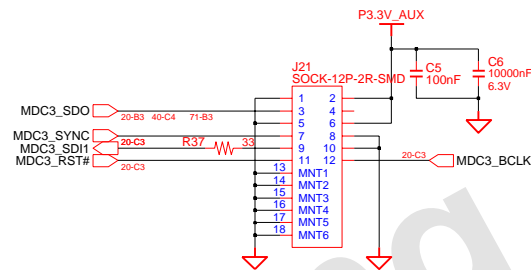 P3.3V_AUX
J21
SOCK-12P-2R-SMD
C5
100nF
C6
10000nF
6.3V
MDC3_SDO
20-B3 40-C4 71-B3
1 2
3 4
5 6
MDC3_SYNC
20-C3
7 8
MDC3_SDI1
20-C3
R37 33
9 10
MDC3_RST#
20-C3
11 12
20-C3
MDC3_BCLK
13 MNT1
14 MNT2
15 MNT3
16 MNT4
17 MNT5
18 MNT6